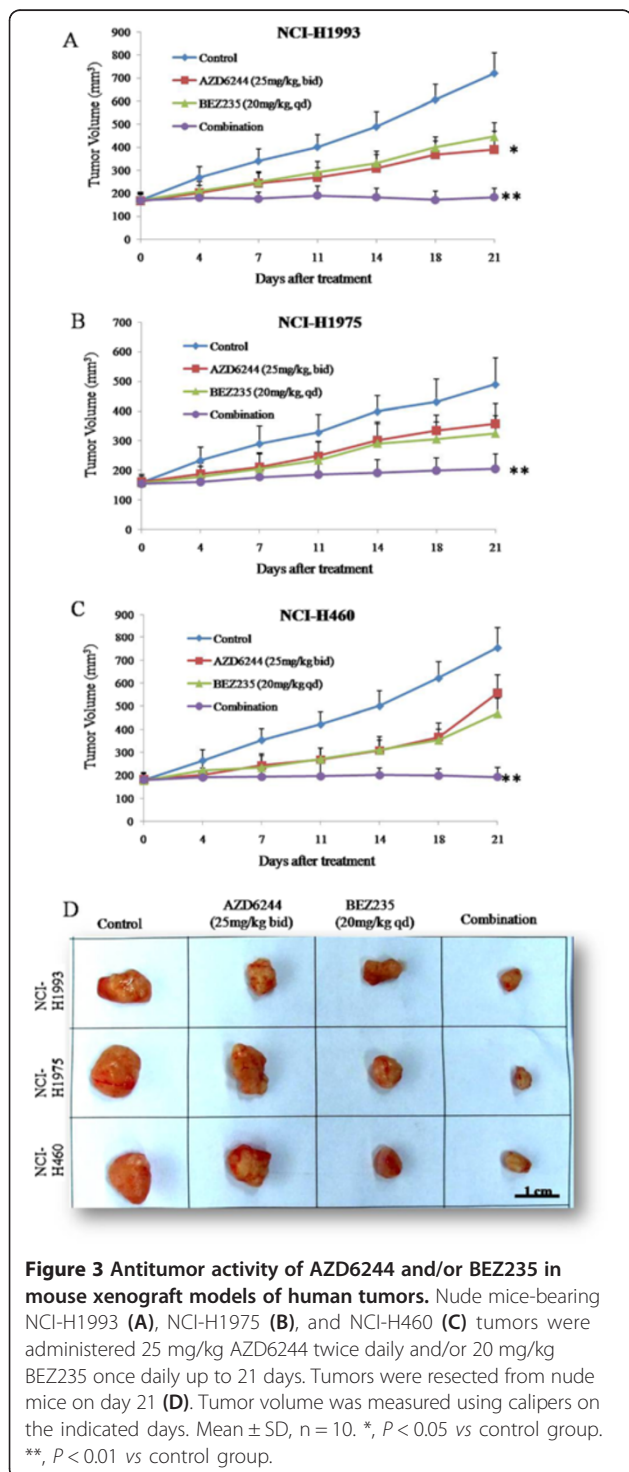 A
NCI-H1993
Tumor Volume (mm³)
900
800
700
600
500
400
300
200
100
0
Control
AZD6244 (25mg/kg, bid)
BEZ235 (20mg/kg, qd)
Combination
*
**
0 4 7 11 14 18 21
Days after treatment
B
NCI-H1975
Tumor Volume (mm³)
700
600
500
400
300
200
100
0
Control
AZD6244 (25mg/kg, bid)
BEZ235 (20mg/kg, qd)
Combination
**
0 4 7 11 14 18 21
Days after treatment
C
NCI-H460
Tumor Volume (mm³)
900
800
700
600
500
400
300
200
100
0
Control
AZD6244 (25mg/kg bid)
BEZ235 (20mg/kg qd)
Combination
**
0 4 7 11 14 18 21
Days after treatment
D
Control
AZD6244
(25mg/kg bid)
BEZ235
(20mg/kg qd)
Combination
NCI-
H1993
NCI-
H1975
NCI-
H460
1 cm
Figure 3 Antitumor activity of AZD6244 and/or BEZ235 in
mouse xenograft models of human tumors. Nude mice-bearing
NCI-H1993 (A), NCI-H1975 (B), and NCI-H460 (C) tumors were
administered 25 mg/kg AZD6244 twice daily and/or 20 mg/kg
BEZ235 once daily up to 21 days. Tumors were resected from nude
mice on day 21 (D). Tumor volume was measured using calipers on
the indicated days. Mean ± SD, n = 10. *, P < 0.05 vs control group.
**, P < 0.01 vs control group.